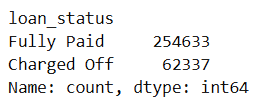 loan_status
Fully Paid     254633
Charged Off     62337
Name: count, dtype: int64